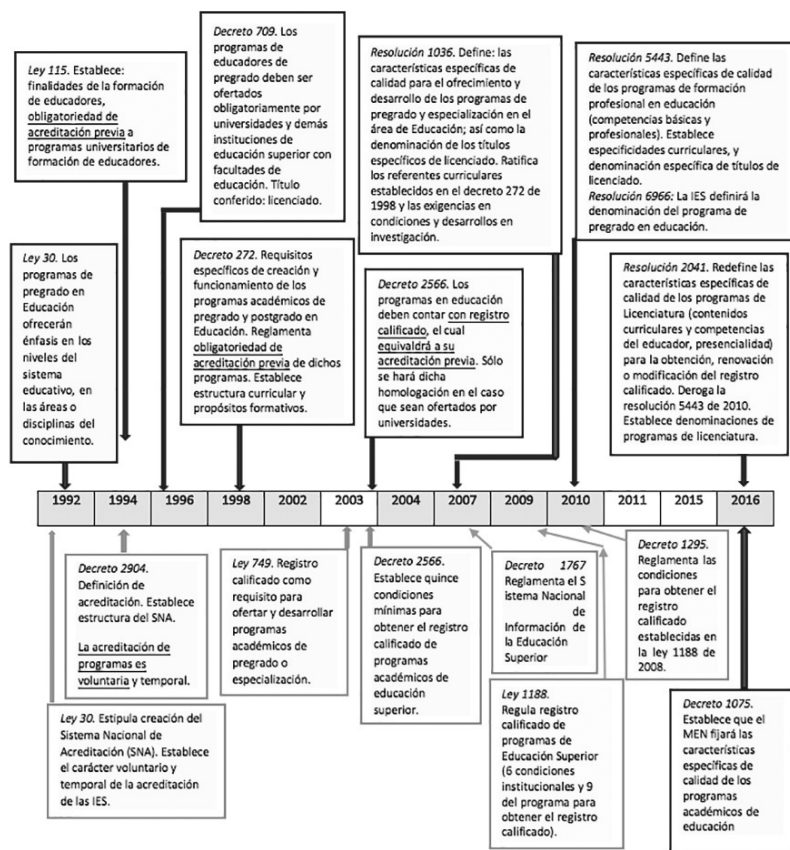 Ley 115. Establece:
finalidades de la formación
de educadores,
obligatoriedad de
acreditación previa a
programas universitarios de
formación de educadores.
Decreto 709. Los
programas de
educadores de
pregrado deben ser
ofertados
obligatoriamente por
universidades y demás
instituciones de
educación superior con
facultades de
educación. Título
conferido: licenciado.
Resolución 1036. Define: las
características específicas de
calidad para el ofrecimiento y
desarrollo de los programas de
pregrado y especialización en el
área de Educación; así como la
denominación de los títulos
específicos de licenciado. Ratifica
los referentes curriculares
establecidos en el decreto 272 de
1998 y las exigencias en
condiciones y desarrollos en
investigación.
Resolución 5443. Define las
características específicas de calidad
de los programas de formación
profesional en educación
(competencias básicas y
profesionales). Establece
especificidades curriculares, y
denominación específica de títulos de
licenciado.
Resolución 6966: La IES definirá la
denominación del programa de
pregrado en educación.
Ley 30. Los
programas de
pregrado en
Educación
ofrecerán
énfasis en los
niveles del
sistema
educativo, en
las áreas o
disciplinas del
conocimiento.
Decreto 272. Requisitos
específicos de creación y
funcionamiento de los
programas académicos de
pregrado y postgrado en
Educación. Reglamenta
obligatoriedad de
acreditación previa de dichos
programas. Establece
estructura curricular y
propósitos formativos.
Decreto 2566. Los
programas en educación
deben contar con registro
calificado, el cual
equivaldrá a su
acreditación previa. Sólo
se hará dicha
homologación en el caso
que sean ofertados por
universidades.
Resolución 2041. Redefine las
características específicas de
calidad de los programas de
Licenciatura (contenidos
curriculares y competencias
del educador, presencialidad)
para la obtención, renovación
o modificación del registro
calificado. Deroga la
resolución 5443 de 2010.
Establece denominaciones de
programas de licenciatura.
1992 1994 1996 1998 2002 2003 2004 2007 2009 2010 2011 2015 2016
Decreto 2904.
Definición de
acreditación. Establece
estructura del SNA.
La acreditación de
programas es
voluntaria y temporal.
Ley 30. Estipula creación del
Sistema Nacional de
Acreditación (SNA). Establece
el carácter voluntario y
temporal de la acreditación
de las IES.
Ley 749. Registro
calificado como
requisito para
ofertar y desarrollar
programas
académicos de
pregrado o
especialización.
Decreto 2566.
Establece quince
condiciones
mínimas para
obtener el registro
calificado de
programas
académicos de
educación
superior.
Decreto 1767
Reglamenta el S
istema Nacional
de
Información de
la Educación
Superior
Ley 1188.
Regula registro
calificado de
programas de
Educación Superior
(6 condiciones
institucionales y 9
del programa para
obtener el registro
calificado).
Decreto 1295.
Reglamenta las
condiciones
para obtener el
registro
calificado
establecidas en
la ley 1188 de
2008.
Decreto 1075.
Establece que el
MEN fijará las
características
específicas de
calidad de los
programas
académicos de
educación